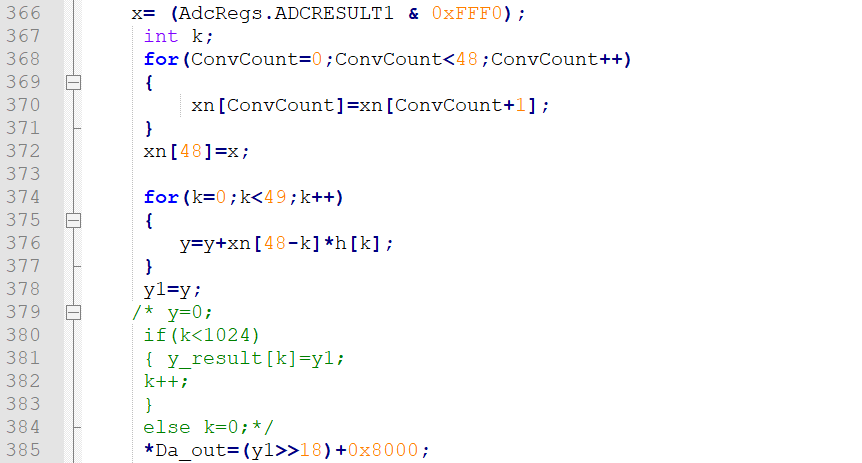 366 x= (AdcRegs.ADCRESULT1 & 0xFFF0);
367 int k;
368 for(ConvCount=0;ConvCount<48;ConvCount++)
369 {
370 xn[ConvCount]=xn[ConvCount+1];
371 }
372 xn[48]=x;
373
374 for(k=0;k<49;k++)
375 {
376 y=y+xn[48-k]*h[k];
377 }
378 y1=y;
379 /* y=0;
380 if(k<1024)
381 { y_result[k]=y1;
382 k++;
383 }
384 else k=0;*/
385 *Da_out=(y1>>18)+0x8000;